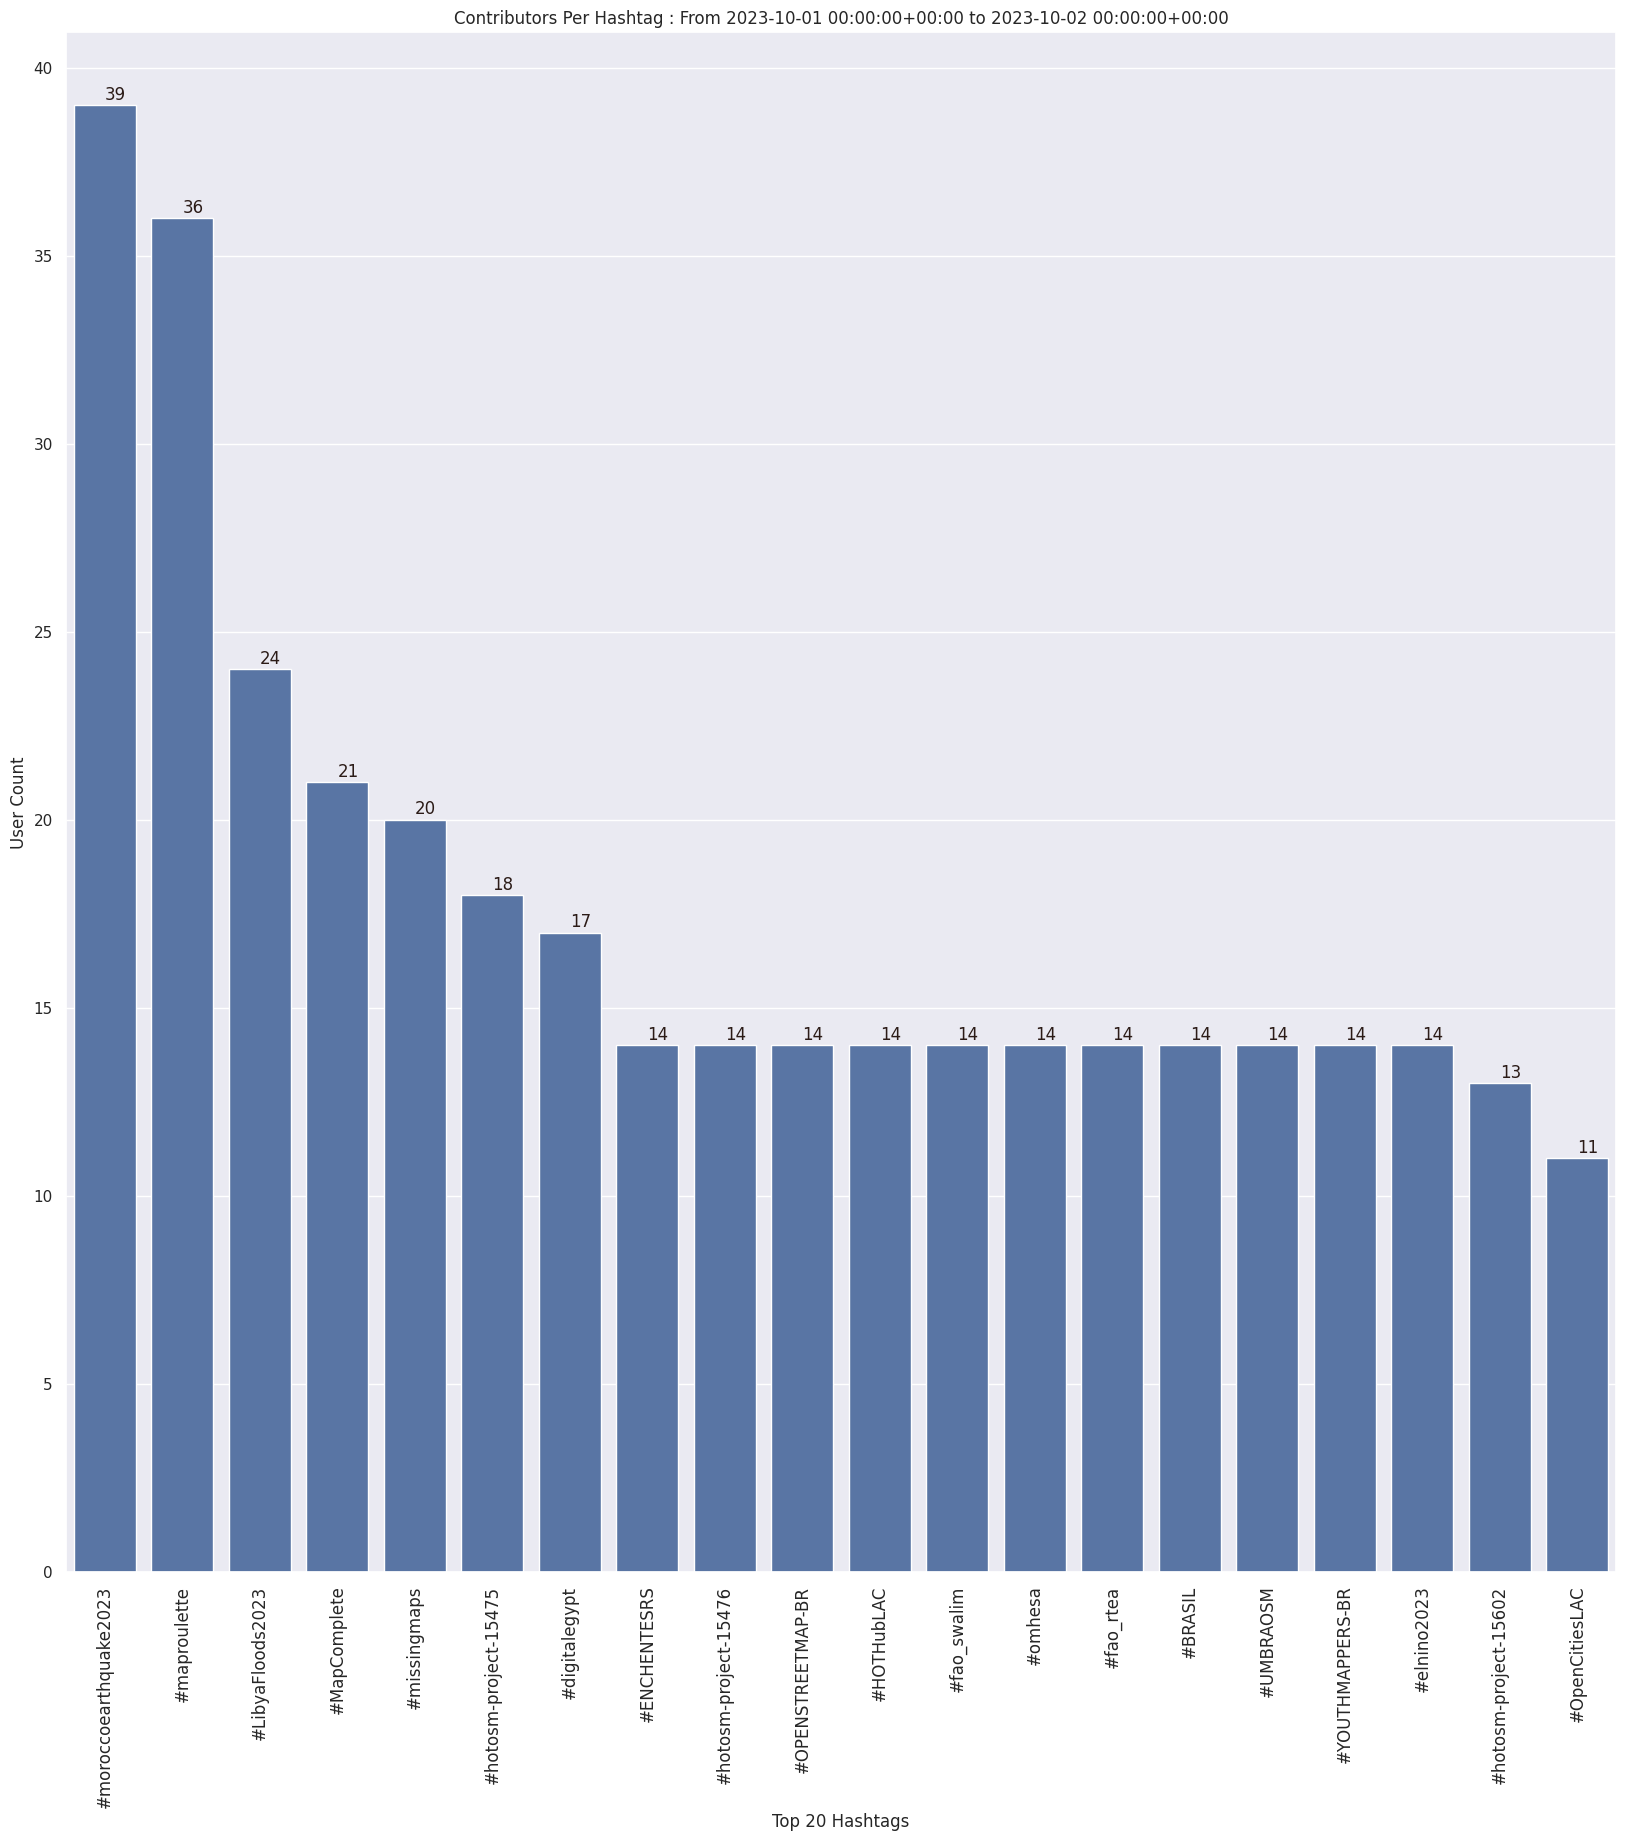 Contributors Per Hashtag : From 2023-10-01 00:00:00+00:00 to 2023-10-02 00:00:00+00:00
User Count
40
35
30
25
20
15
10
5
0
39
36
24
21
20
18
17
14
14
14
14
14
14
14
14
14
14
14
13
11
#moroccoearthquake2023
#maproulette
#LibyaFloods2023
#MapComplete
#missingmaps
#hotosm-project-15475
#digitalegypt
#ENCHENTESRS
#hotosm-project-15476
#OPENSTREETMAP-BR
#HOTHubLAC
#fao_swalim
#omhesa
#fao_rtea
#BRASIL
#UMBRAOSM
#YOUTHMAPPERS-BR
#elnino2023
#hotosm-project-15602
#OpenCitiesLAC
Top 20 Hashtags